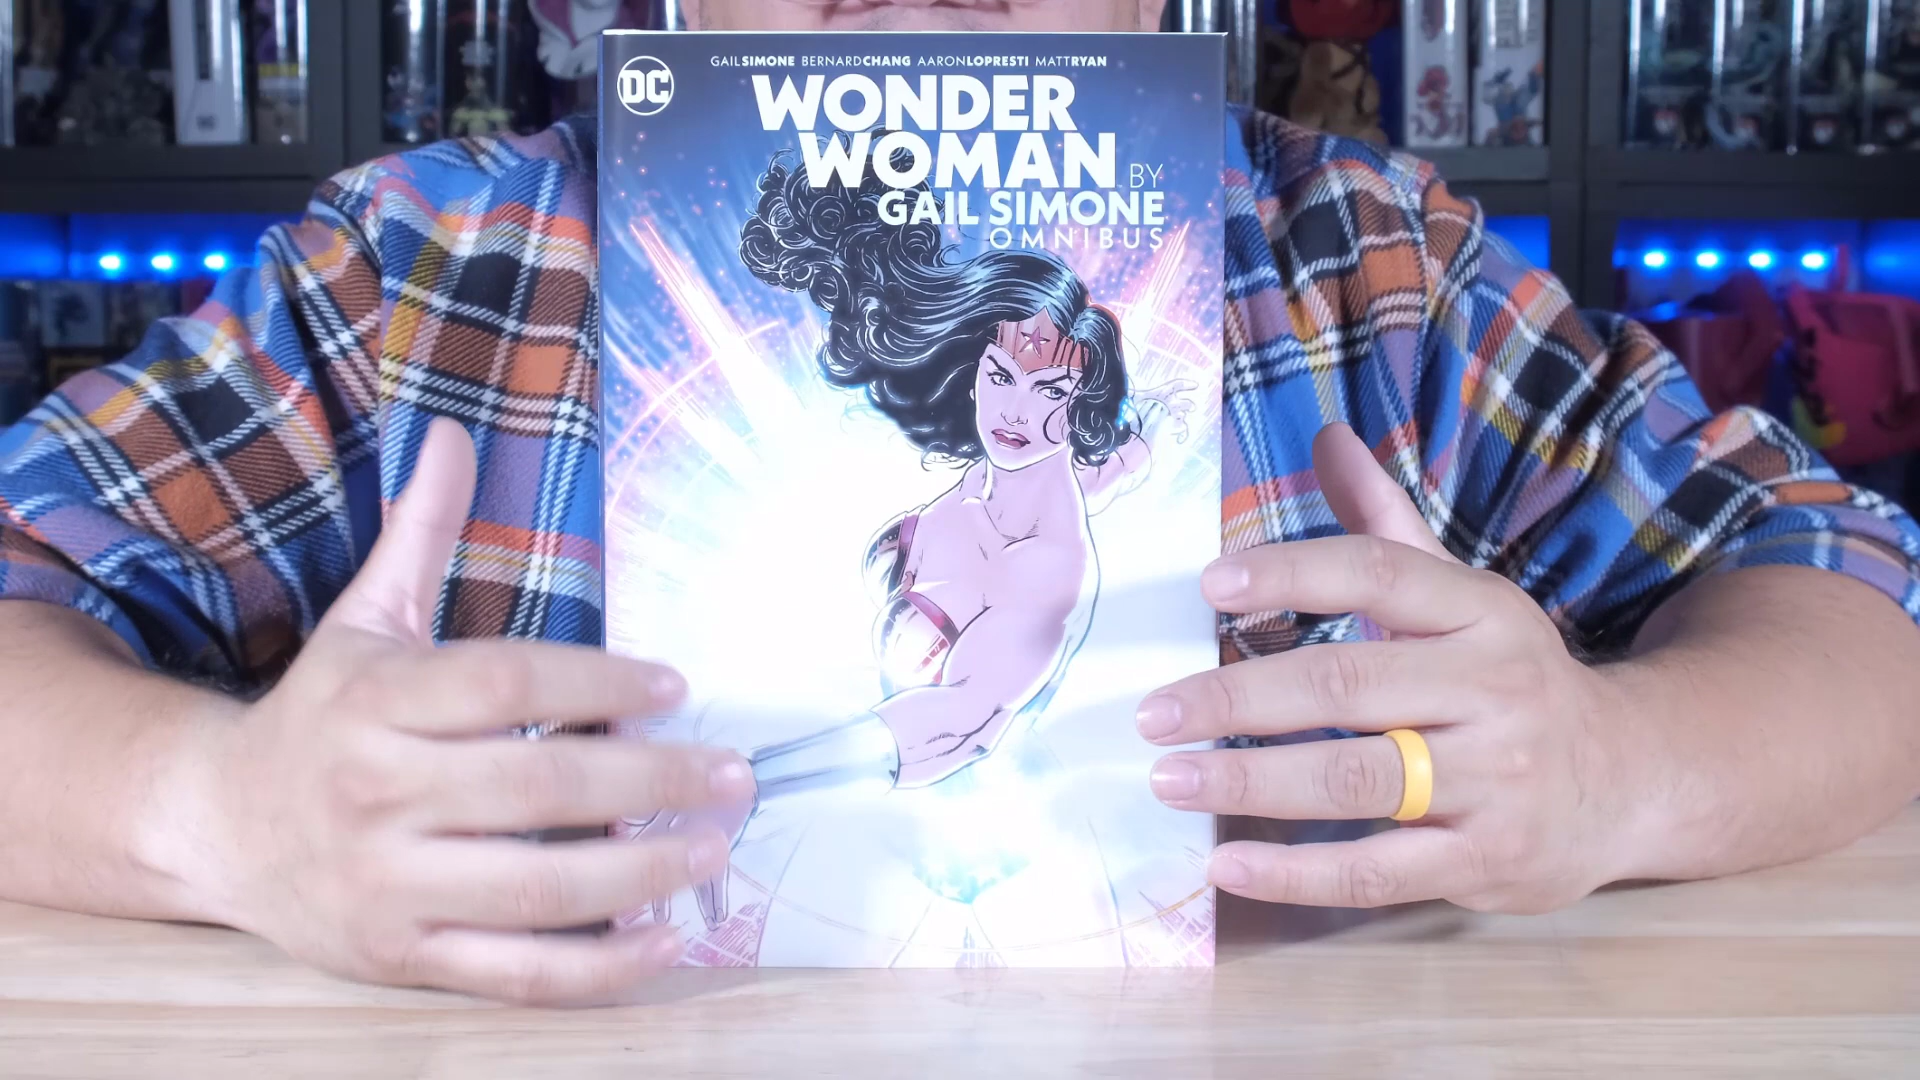 GAILSIMONE BERNARDCHANG AARONLOPRESTI MATTRYAN
DC
WONDER
WOMAN BY
GAIL SIMONE
OMNIBUS